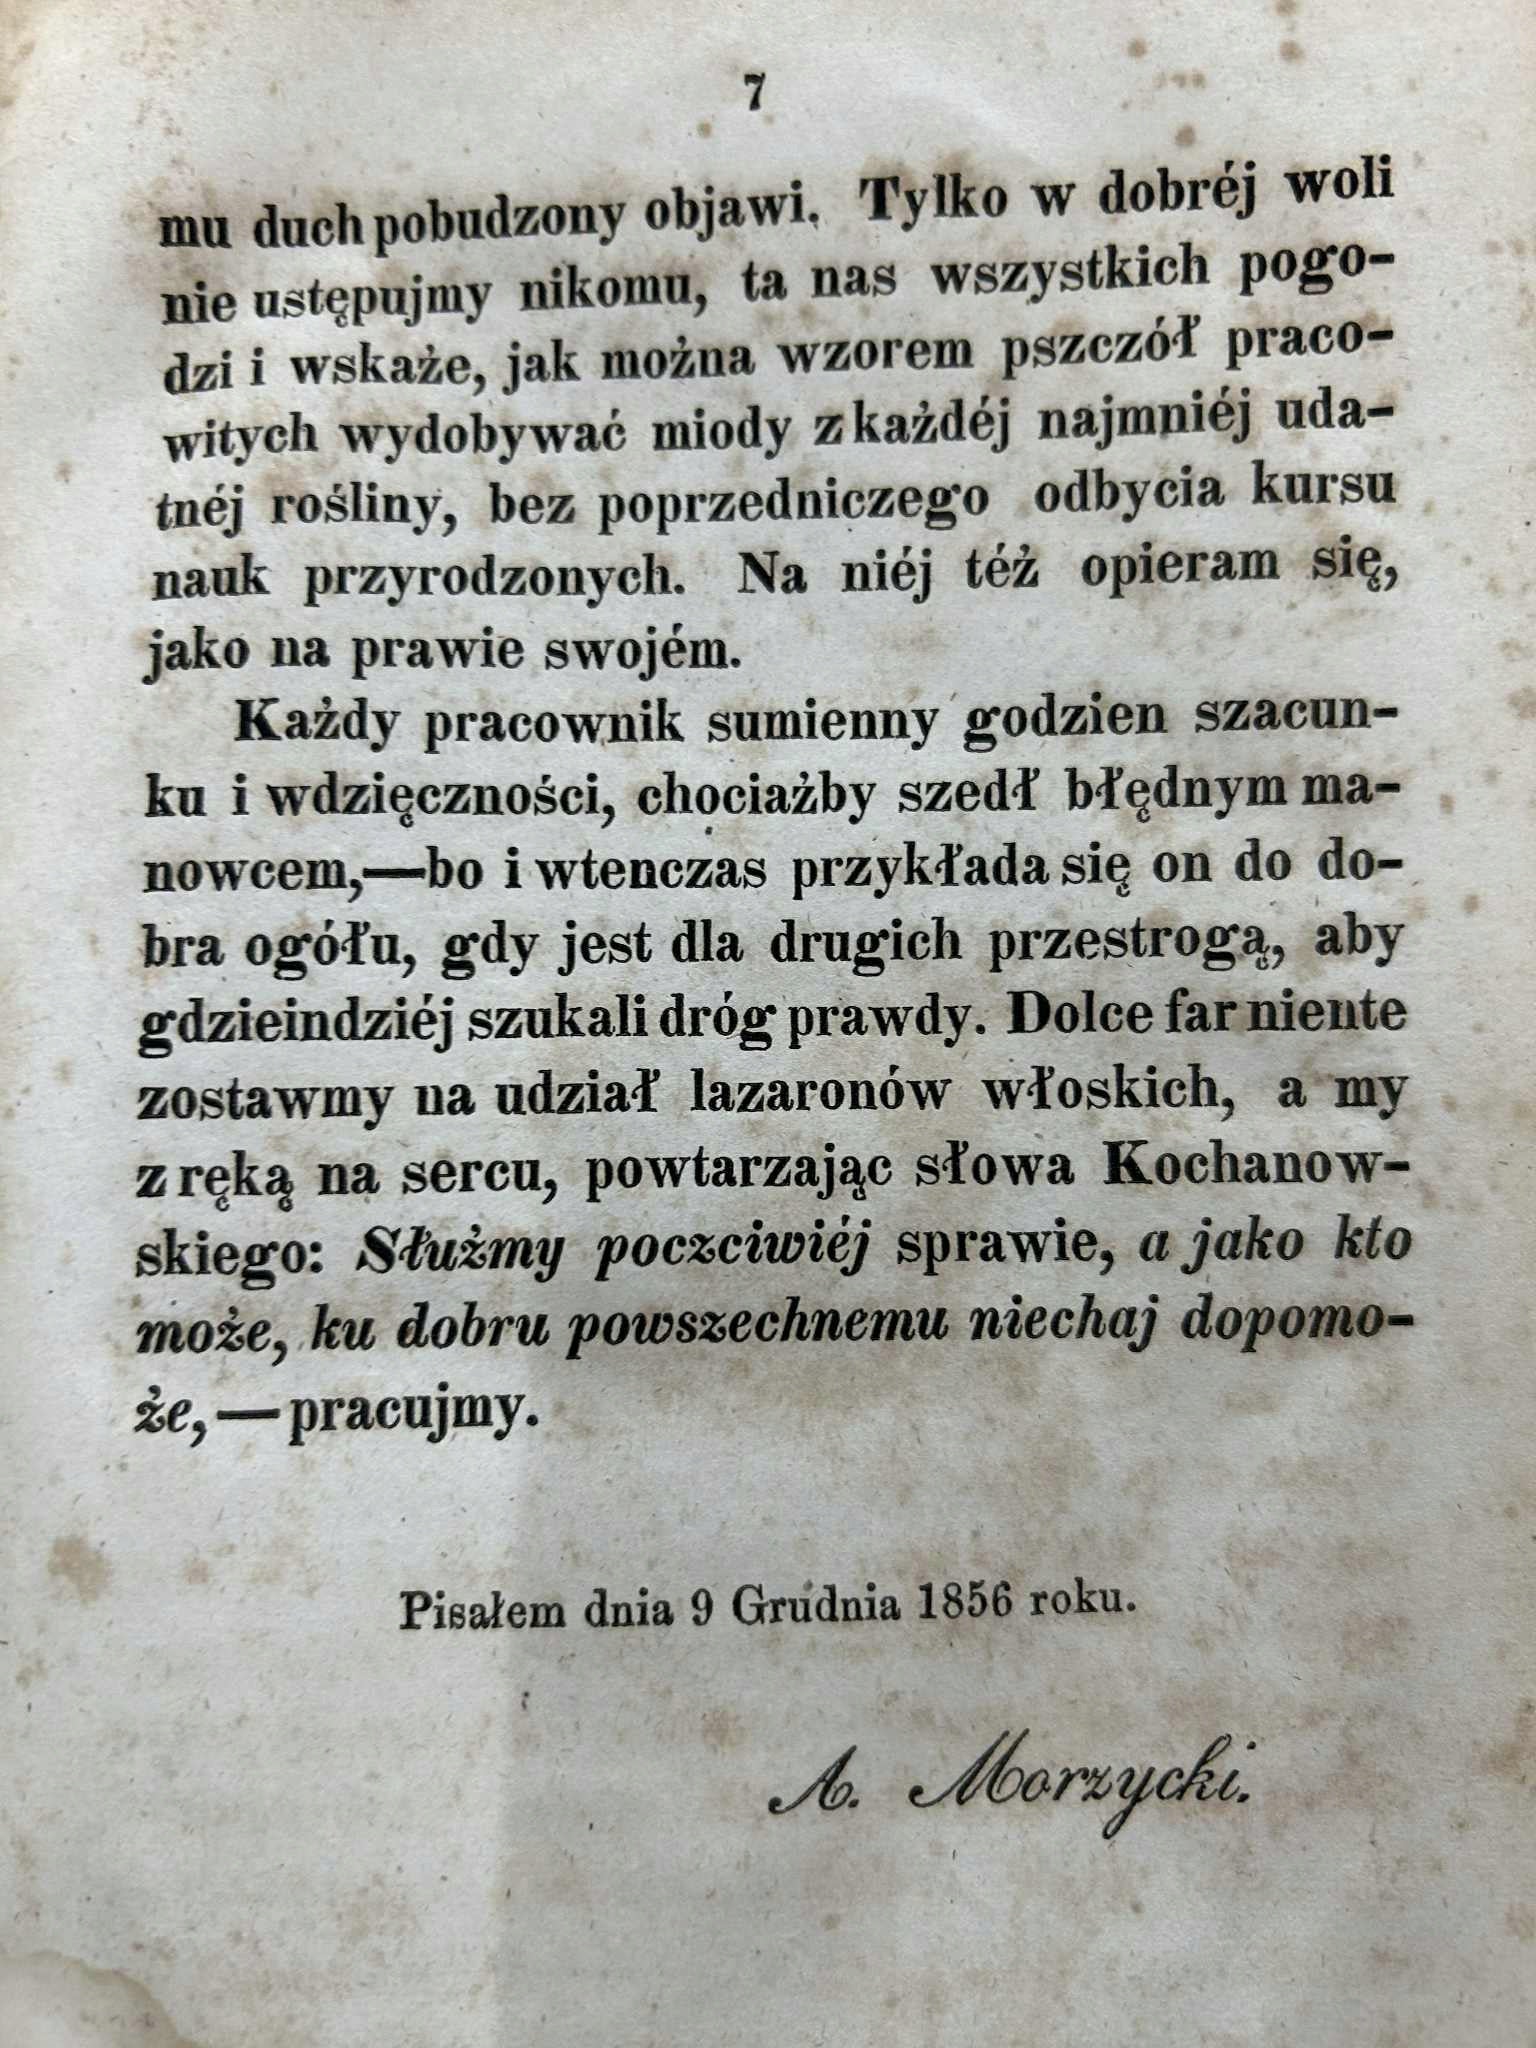 7
mu duch pobudzony objawi. Tylko w dobréj woli
nie ustępujmy nikomu, ta nas wszystkich pogo-
dzi i wskaże, jak można wzorem pszczół praco-
witych wydobywać miody z każdéj najmniéj uda-
tnéj rośliny, bez poprzedniczego odbycia kursu
nauk przyrodzonych. Na niéj téż opieram się,
jako na prawie swojém.
Każdy pracownik sumienny godzien szacun-
ku i wdzięczności, chociażby szedł błędnym ma-
nowcem,—bo i wtenczas przykłada się on do do-
bra ogółu, gdy jest dla drugich przestrogą, aby
gdzieindziéj szukali dróg prawdy. Dolce far niente
zostawmy na udział lazaronów włoskich, a my
z ręką na sercu, powtarzając słowa Kochanow-
skiego: Służmy poczciwiéj sprawie, a jako kto
może, ku dobru powszechnemu niechaj dopomo-
że,—pracujmy.
Pisałem dnia 9 Grudnia 1856 roku.
A. Morzycki.